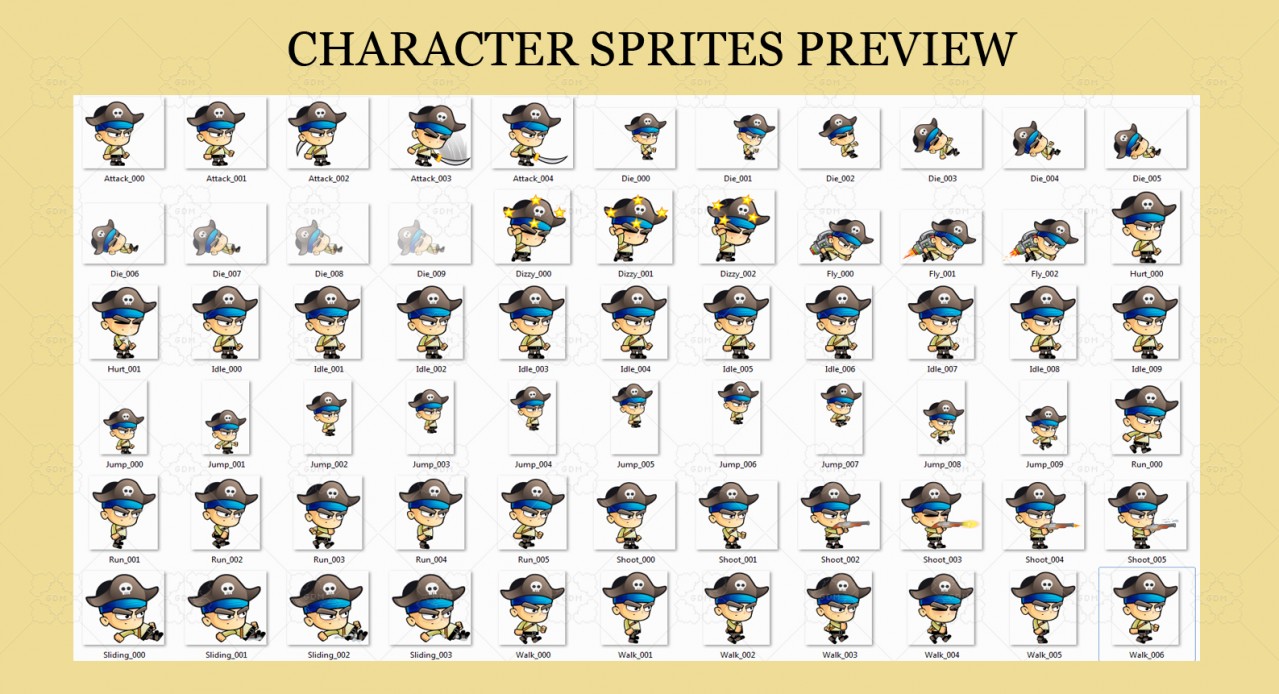 CHARACTER SPRITES PREVIEW
Attack_000 Attack_001 Attack_002 Attack_003 Attack_004 Die_000 Die_001 Die_002 Die_003 Die_004 Die_005
Die_006 Die_007 Die_008 Die_009 Dizzy_000 Dizzy_001 Dizzy_002 Fly_000 Fly_001 Fly_002 Hurt_000
Hurt_001 Idle_000 Idle_001 Idle_002 Idle_003 Idle_004 Idle_005 Idle_006 Idle_007 Idle_008 Idle_009
Jump_000 Jump_001 Jump_002 Jump_003 Jump_004 Jump_005 Jump_006 Jump_007 Jump_008 Jump_009 Run_000
Run_001 Run_002 Run_003 Run_004 Run_005 Shoot_000 Shoot_001 Shoot_002 Shoot_003 Shoot_004 Shoot_005
Sliding_000 Sliding_001 Sliding_002 Sliding_003 Walk_000 Walk_001 Walk_002 Walk_003 Walk_004 Walk_005 Walk_006